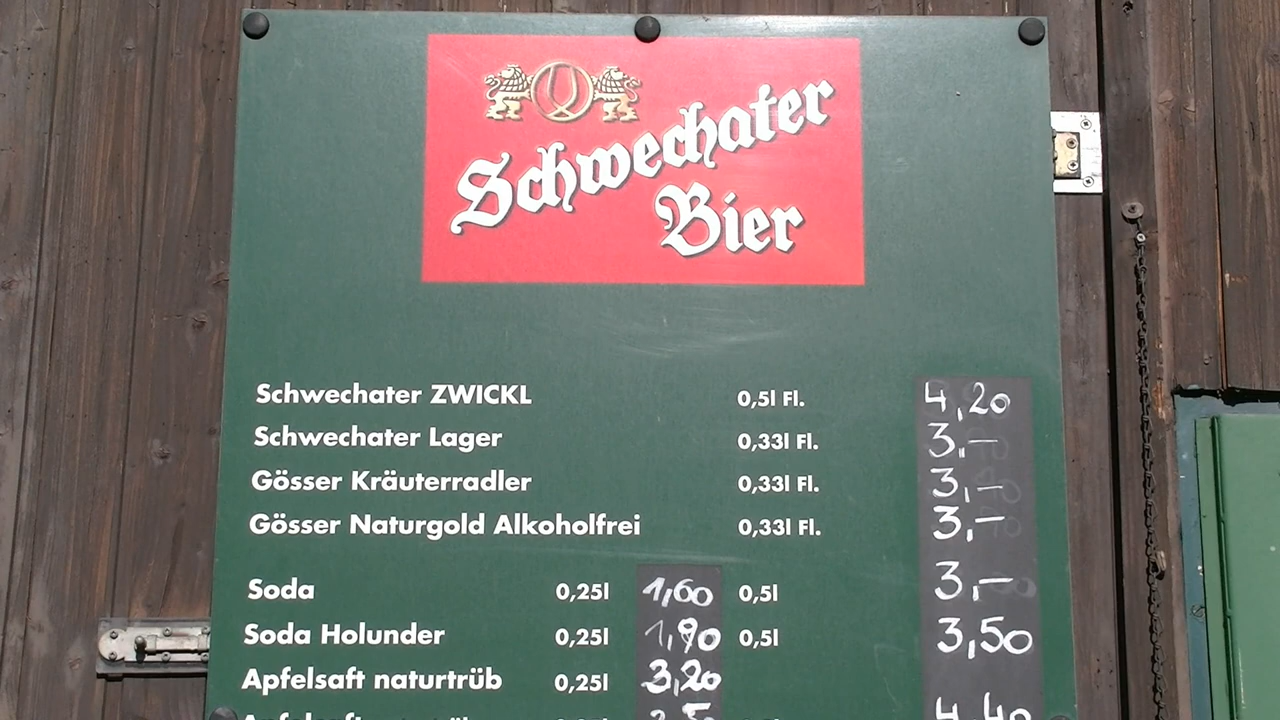 Schwechater
Bier
Schwechater ZWICKL 0,5l Fl. 4,20
Schwechater Lager 0,33l Fl. 3,–
Gösser Kräuterradler 0,33l Fl. 3,–
Gösser Naturgold Alkoholfrei 0,33l Fl. 3,–
Soda 0,25l 1,60 0,5l 3,–
Soda Holunder 0,25l 1,90 0,5l 3,50
Apfelsaft naturtrüb 0,25l 3,20
4,40